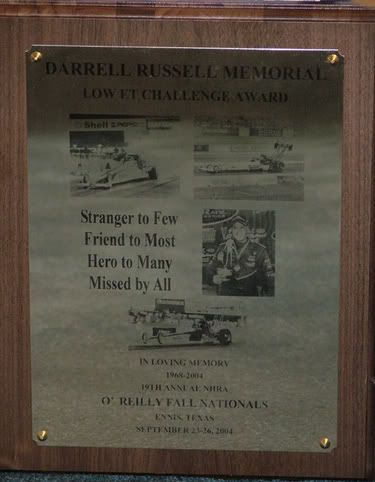 DARRELL RUSSELL MEMORIAL
LOW ET CHALLENGE AWARD
Shell
Stranger to Few
Friend to Most
Hero to Many
Missed by All
IN LOVING MEMORY
1968-2004
19TH ANNUAL NHRA
O' REILLY FALL NATIONALS
ENNIS, TEXAS
SEPTEMBER 23-26, 2004